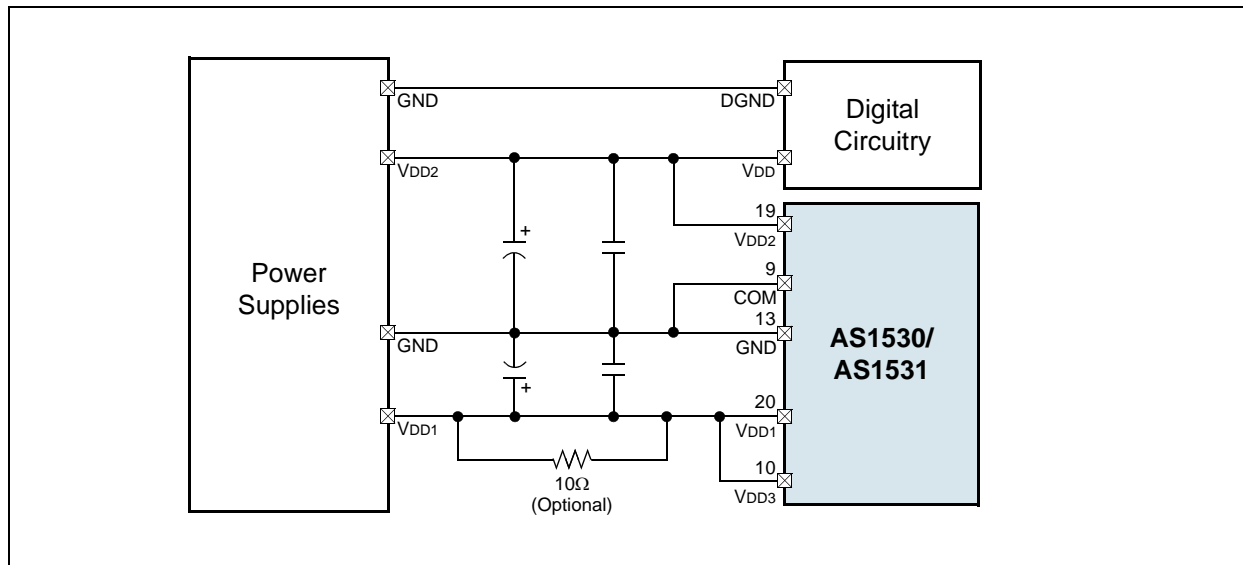 GND
DGND
Digital
Circuitry
VDD2
VDD
19
VDD2
Power
Supplies
+
9
COM
13
GND
GND
AS1530/
AS1531
+
20
VDD1
VDD1
10Ω
(Optional)
10
VDD3